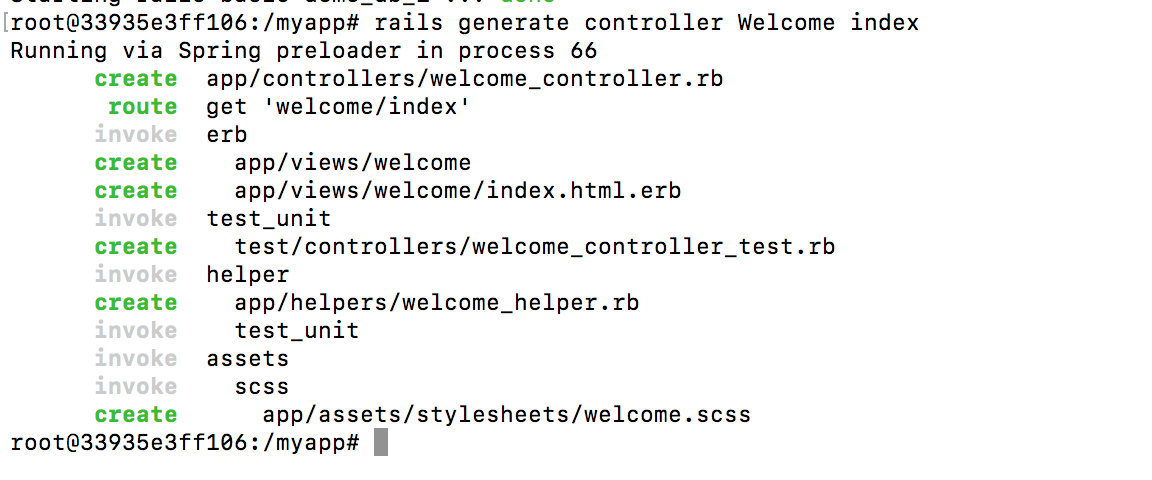 [root@33935e3ff106:/myapp# rails generate controller Welcome index
Running via Spring preloader in process 66
create app/controllers/welcome_controller.rb
route get 'welcome/index'
invoke erb
create app/views/welcome
create app/views/welcome/index.html.erb
invoke test_unit
create test/controllers/welcome_controller_test.rb
invoke helper
create app/helpers/welcome_helper.rb
invoke test_unit
invoke assets
invoke scss
create app/assets/stylesheets/welcome.scss
root@33935e3ff106:/myapp#